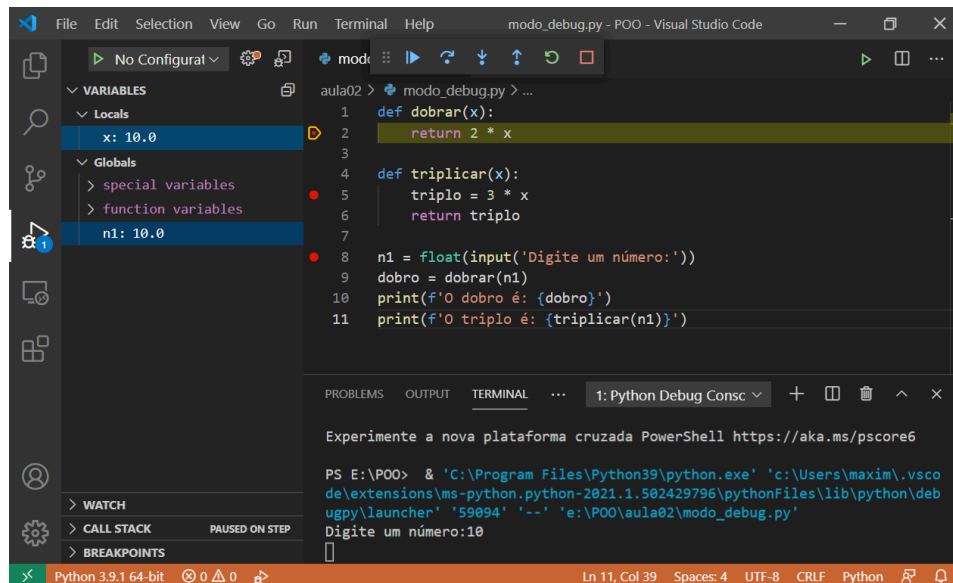 File Edit Selection View Go Run Terminal Help modo_debug.py - POO - Visual Studio Code
No Configurat
VARIABLES
Locals
x: 10.0
Globals
special variables
function variables
n1: 10.0
1
WATCH
CALL STACK PAUSED ON STEP
BREAKPOINTS
mod
aula02 > modo_debug.py > ...
1 def dobrar(x):
2 return 2 * x
3
4 def triplicar(x):
5 triplo = 3 * x
6 return triplo
7
8 n1 = float(input('Digite um número:'))
9 dobro = dobrar(n1)
10 print(f'O dobro é: {dobro}')
11 print(f'O triplo é: {triplicar(n1)}')
PROBLEMS OUTPUT TERMINAL ... 1: Python Debug Consc
Experimente a nova plataforma cruzada PowerShell https://aka.ms/pscore6
PS E:\POO> & 'C:\Program Files\Python39\python.exe' 'c:\Users\maxim\.vsco
de\extensions\ms-python.python-2021.1.502429796\pythonFiles\lib\python\deb
ugpy\launcher' '59094' '--' 'e:\POO\aula02\modo_debug.py'
Digite um número:10
Python 3.9.1 64-bit 0 0 Ln 11, Col 39 Spaces: 4 UTF-8 CRLF Python